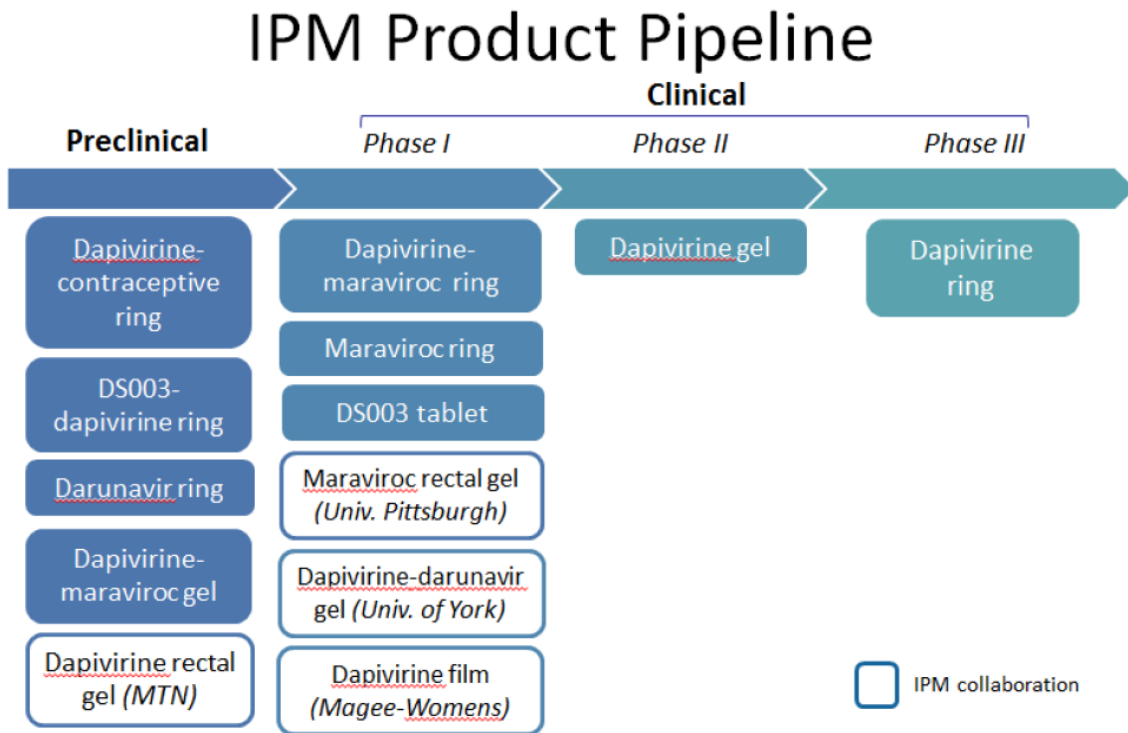 IPM Product Pipeline
Clinical
Preclinical
Phase I
Phase II
Phase III
Dapivirine-
contraceptive
ring
DS003-
dapivirine ring
Darunavir ring
Dapivirine-
maraviroc gel
Dapivirine rectal
gel (MTN)
Dapivirine-
maraviroc ring
Maraviroc ring
DS003 tablet
Maraviroc rectal gel
(Univ. Pittsburgh)
Dapivirine-darunavir
gel (Univ. of York)
Dapivirine film
(Magee-Womens)
Dapivirine gel
Dapivirine
ring
IPM collaboration